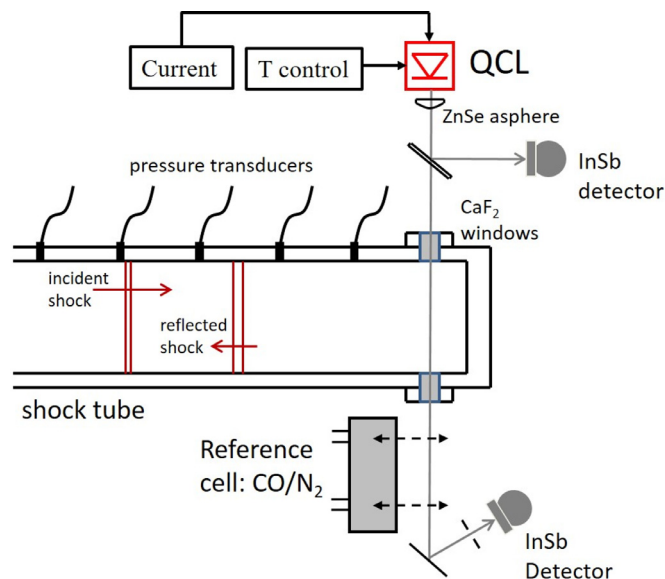 Current
T control
QCL
ZnSe asphere
InSb
detector
pressure transducers
CaF₂
windows
incident
shock
reflected
shock
shock tube
Reference
cell: CO/N₂
InSb
Detector